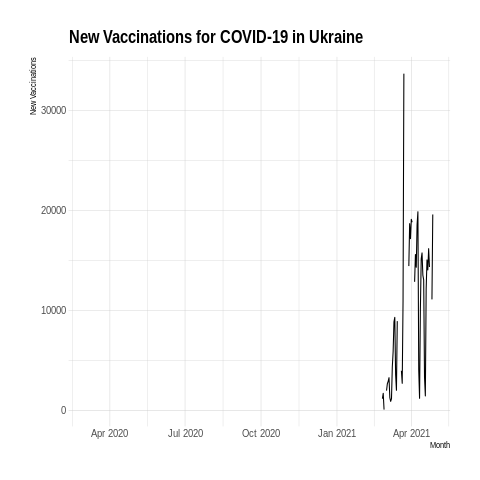 New Vaccinations for COVID-19 in Ukraine
New Vaccinations
30000
20000
10000
0
Apr 2020 Jul 2020 Oct 2020 Jan 2021 Apr 2021
Month